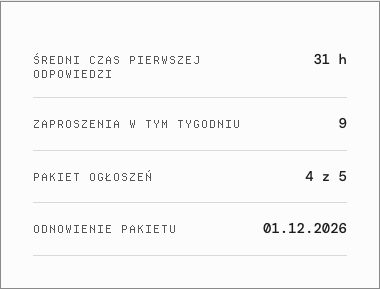 ŚREDNI CZAS PIERWSZEJ
ODPOWIEDZI
31 h
ZAPROSZENIA W TYM TYGODNIU
9
PAKIET OGŁOSZEŃ
4 z 5
ODNOWIENIE PAKIETU
01.12.2026